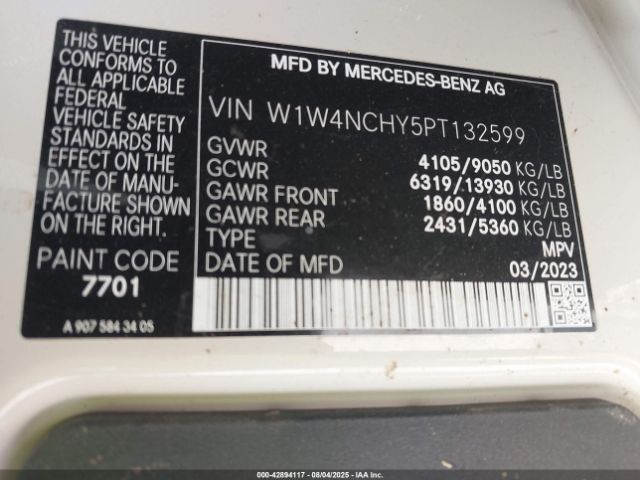 THIS VEHICLE
CONFORMS TO
ALL APPLICABLE
FEDERAL
VEHICLE SAFETY
STANDARDS IN
EFFECT ON THE
DATE OF MANU-
FACTURE SHOWN
ON THE RIGHT.
PAINT CODE
7701
A 907 584 34 05
MFD BY MERCEDES-BENZ AG
VIN W1W4NCHY5PT132599
GVWR 4105/9050 KG/LB
GCWR 6319/13930 KG/LB
GAWR FRONT 1860/4100 KG/LB
GAWR REAR 2431/5360 KG/LB
TYPE MPV
DATE OF MFD 03/2023
000-42894117 - 08/04/2025 - IAAHOLDINGS.COM